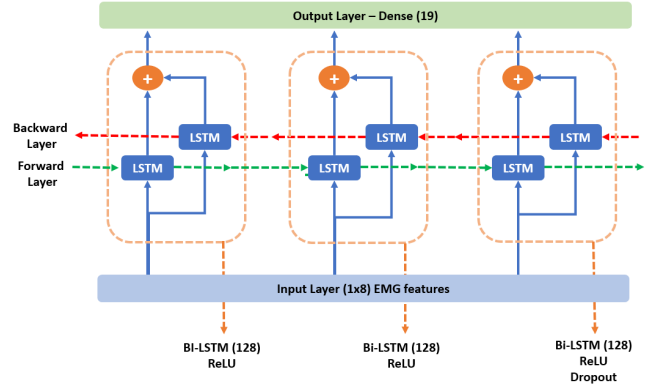 Output Layer – Dense (19)
+
+
+
Backward
Layer
LSTM
LSTM
LSTM
Forward
Layer
LSTM
LSTM
LSTM
Input Layer (1x8) EMG features
BI-LSTM (128)
ReLU
Bi-LSTM (128)
ReLU
Bi-LSTM (128)
ReLU
Dropout